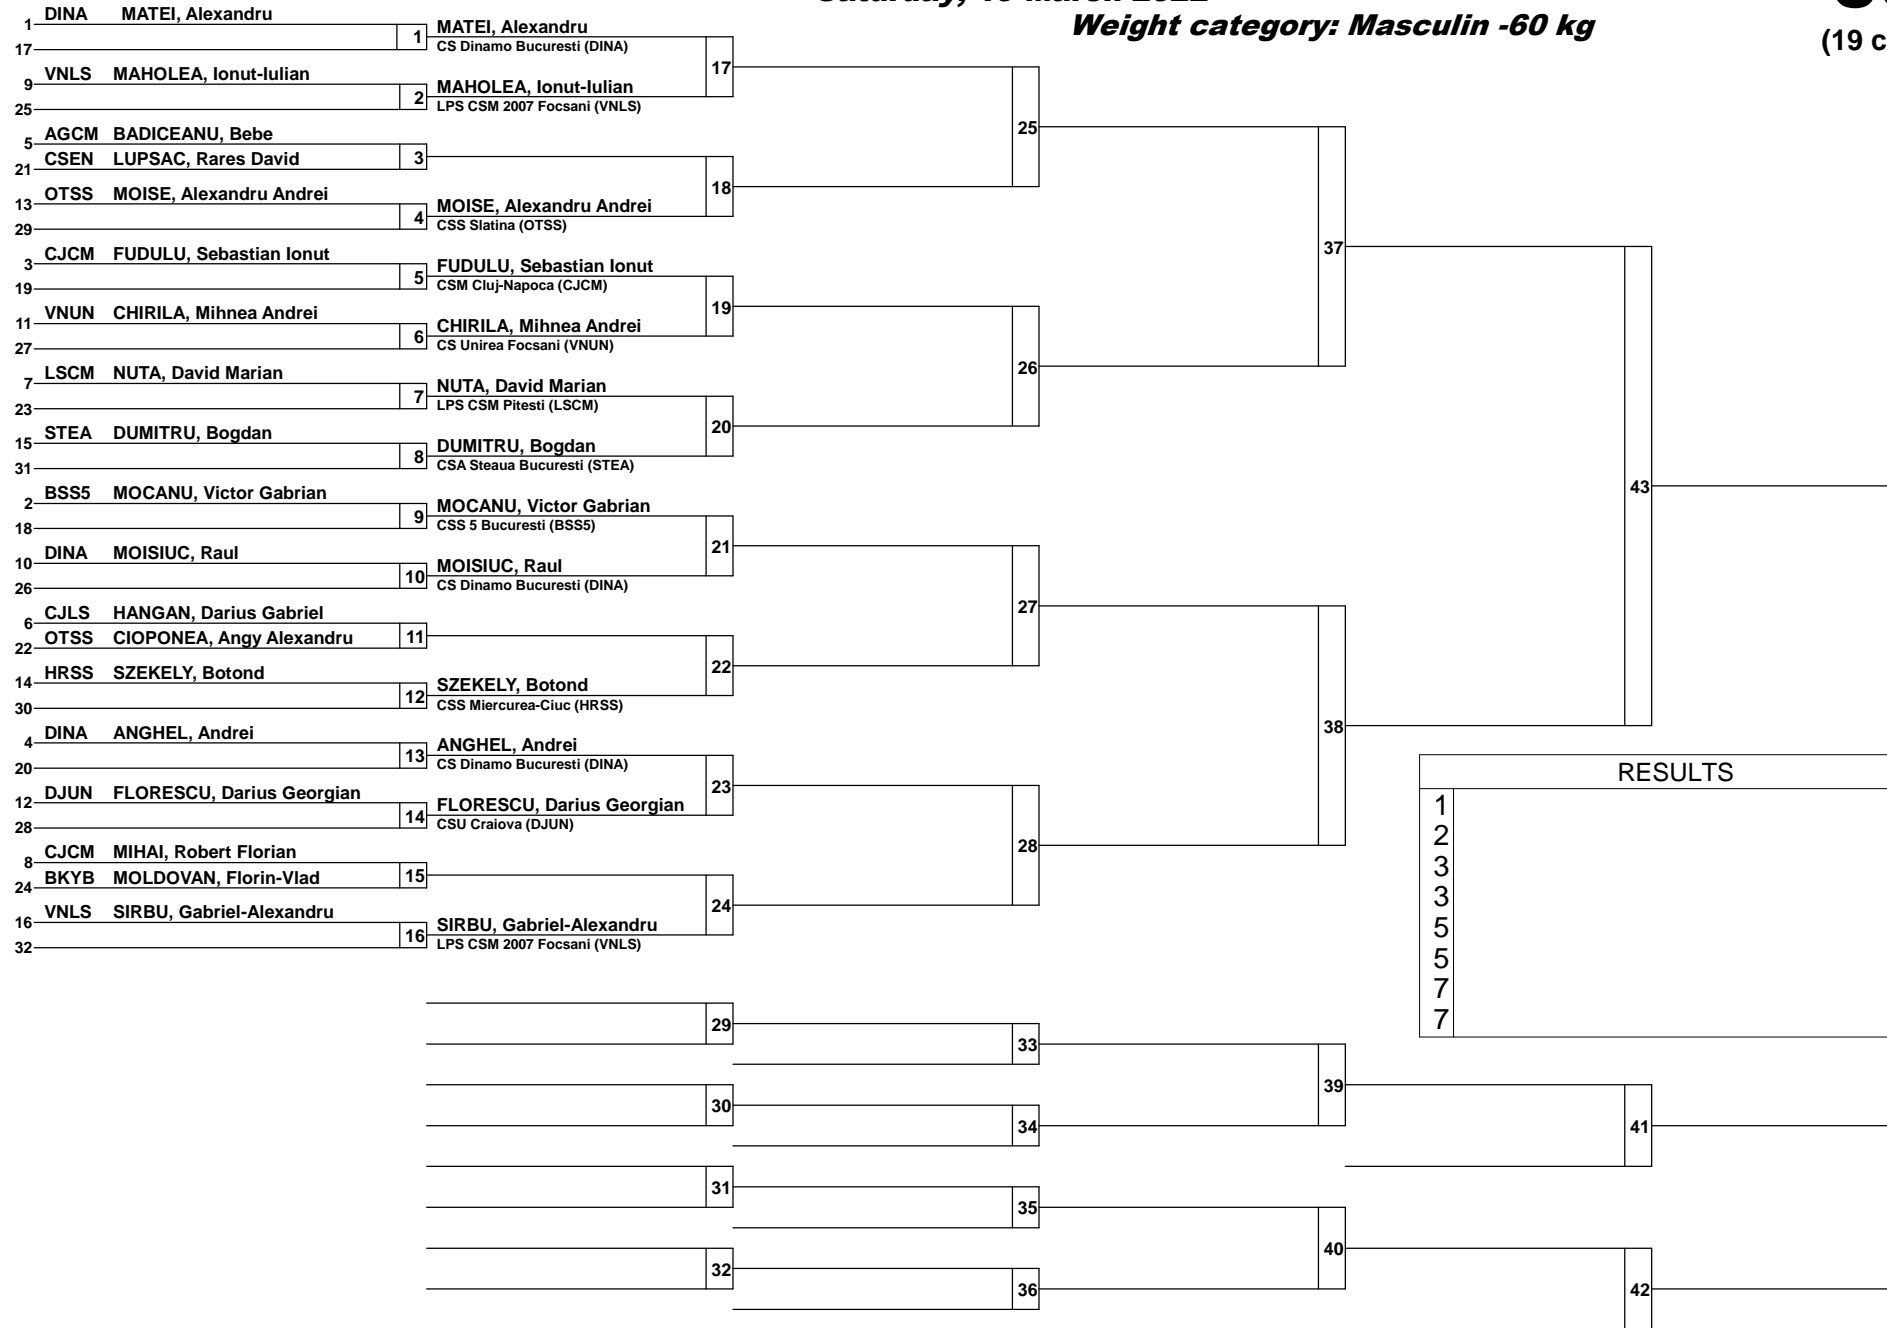 Weight category: Masculin -60 kg
(19 c
1 DINA MATEI, Alexandru
17
1 MATEI, Alexandru
CS Dinamo Bucuresti (DINA)
9 VNLS MAHOLEA, Ionut-Iulian
25
2 MAHOLEA, Ionut-Iulian
LPS CSM 2007 Focsani (VNLS)
17
5 AGCM BADICEANU, Bebe
21 CSEN LUPSAC, Rares David
3
13 OTSS MOISE, Alexandru Andrei
29
4 MOISE, Alexandru Andrei
CSS Slatina (OTSS)
18
25
3 CJCM FUDULU, Sebastian Ionut
19
5 FUDULU, Sebastian Ionut
CSM Cluj-Napoca (CJCM)
11 VNUN CHIRILA, Mihnea Andrei
27
6 CHIRILA, Mihnea Andrei
CS Unirea Focsani (VNUN)
19
7 LSCM NUTA, David Marian
23
7 NUTA, David Marian
LPS CSM Pitesti (LSCM)
15 STEA DUMITRU, Bogdan
31
8 DUMITRU, Bogdan
CSA Steaua Bucuresti (STEA)
20
26
37
2 BSS5 MOCANU, Victor Gabrian
18
9 MOCANU, Victor Gabrian
CSS 5 Bucuresti (BSS5)
10 DINA MOISIUC, Raul
26
10 MOISIUC, Raul
CS Dinamo Bucuresti (DINA)
21
6 CJLS HANGAN, Darius Gabriel
22 OTSS CIOPONEA, Angy Alexandru
11
14 HRSS SZEKELY, Botond
30
12 SZEKELY, Botond
CSS Miercurea-Ciuc (HRSS)
22
27
4 DINA ANGHEL, Andrei
20
13 ANGHEL, Andrei
CS Dinamo Bucuresti (DINA)
12 DJUN FLORESCU, Darius Georgian
28
14 FLORESCU, Darius Georgian
CSU Craiova (DJUN)
23
8 CJCM MIHAI, Robert Florian
24 BKYB MOLDOVAN, Florin-Vlad
15
16 VNLS SIRBU, Gabriel-Alexandru
32
16 SIRBU, Gabriel-Alexandru
LPS CSM 2007 Focsani (VNLS)
24
28
38
43
RESULTS
1
2
3
3
5
5
7
7
29
33
30
34
39
41
31
35
32
36
40
42